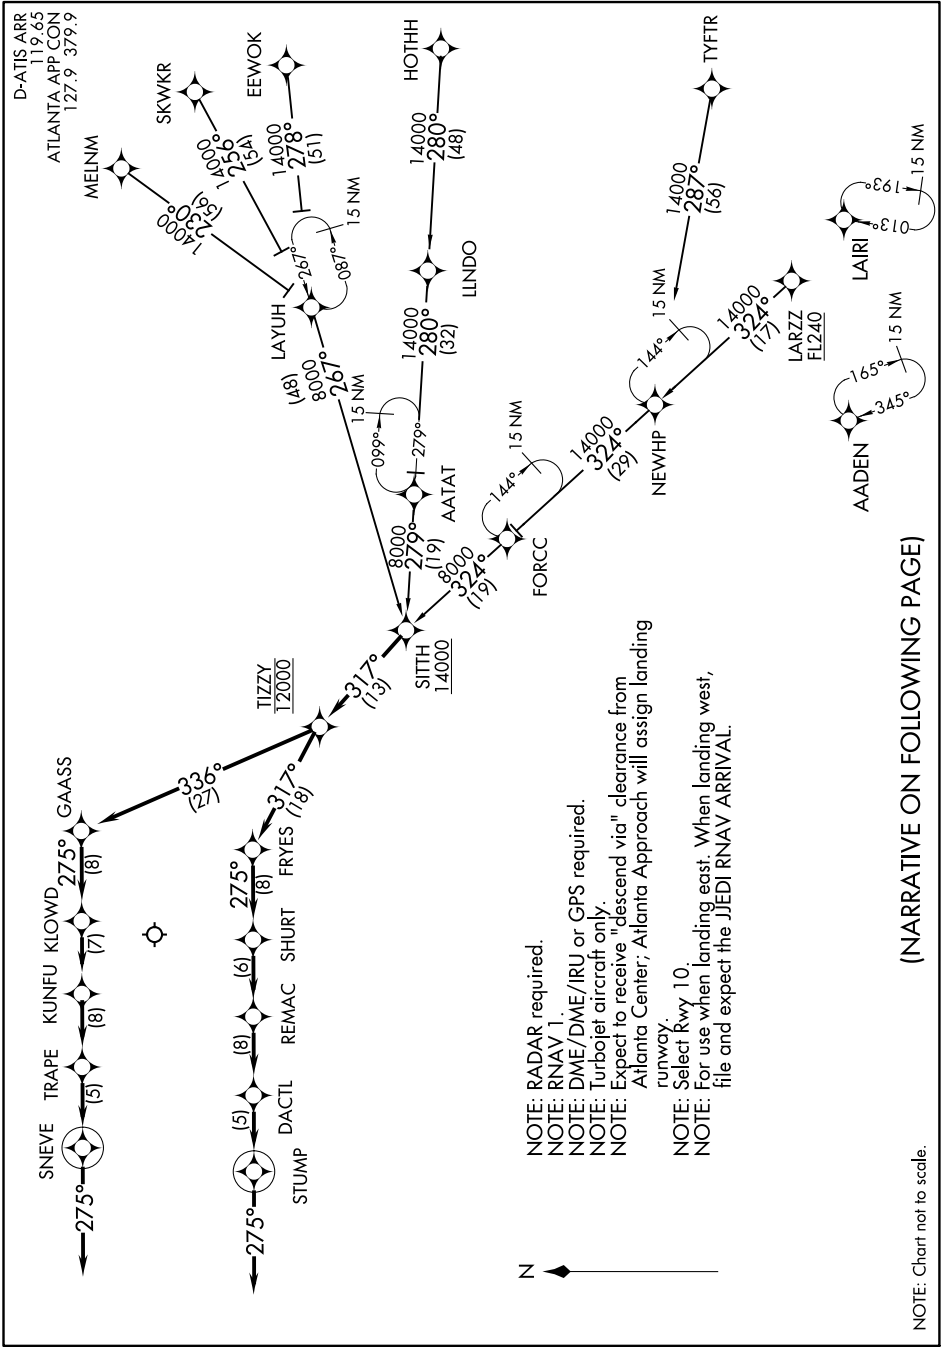 D-ATIS ARR
119.65
ATLANTA APP CON
127.9 379.9
MELNM
14000
230°
(56)
SKWKR
14000
256°
(54)
EEWOK
14000
278°
(51)
15 NM
267°
087°
LAYUH
8000
267°
(48)
HOTHH
14000
280°
(48)
LLNDO
14000
280°
(32)
15 NM
099°
279°
AATAT
8000
279°
(19)
TYFTR
14000
287°
(56)
LARZZ
FL240
14000
324°
(17)
15 NM
144°
NEWHP
14000
324°
(29)
15 NM
144°
FORCC
8000
324°
(19)
SITTH
14000
317°
(13)
TIZZY
12000
336°
(27)
317°
(18)
GAASS
275°
(8)
KLOWD
(7)
KUNFU
(8)
TRAPE
(5)
SNEVE
275°
FRYES
275°
(8)
SHURT
(6)
REMAC
(8)
DACTL
(5)
STUMP
275°
LAIRI
193°
013°
15 NM
AADEN
165°
345°
15 NM
NOTE: RADAR required.
NOTE: RNAV 1.
NOTE: DME/DME/IRU or GPS required.
NOTE: Turbojet aircraft only.
NOTE: Expect to receive "descend via" clearance from
Atlanta Center; Atlanta Approach will assign landing
runway.
NOTE: Select Rwy 10.
NOTE: For use when landing east. When landing west,
file and expect the JJEDI RNAV ARRIVAL.
N
(NARRATIVE ON FOLLOWING PAGE)
NOTE: Chart not to scale.